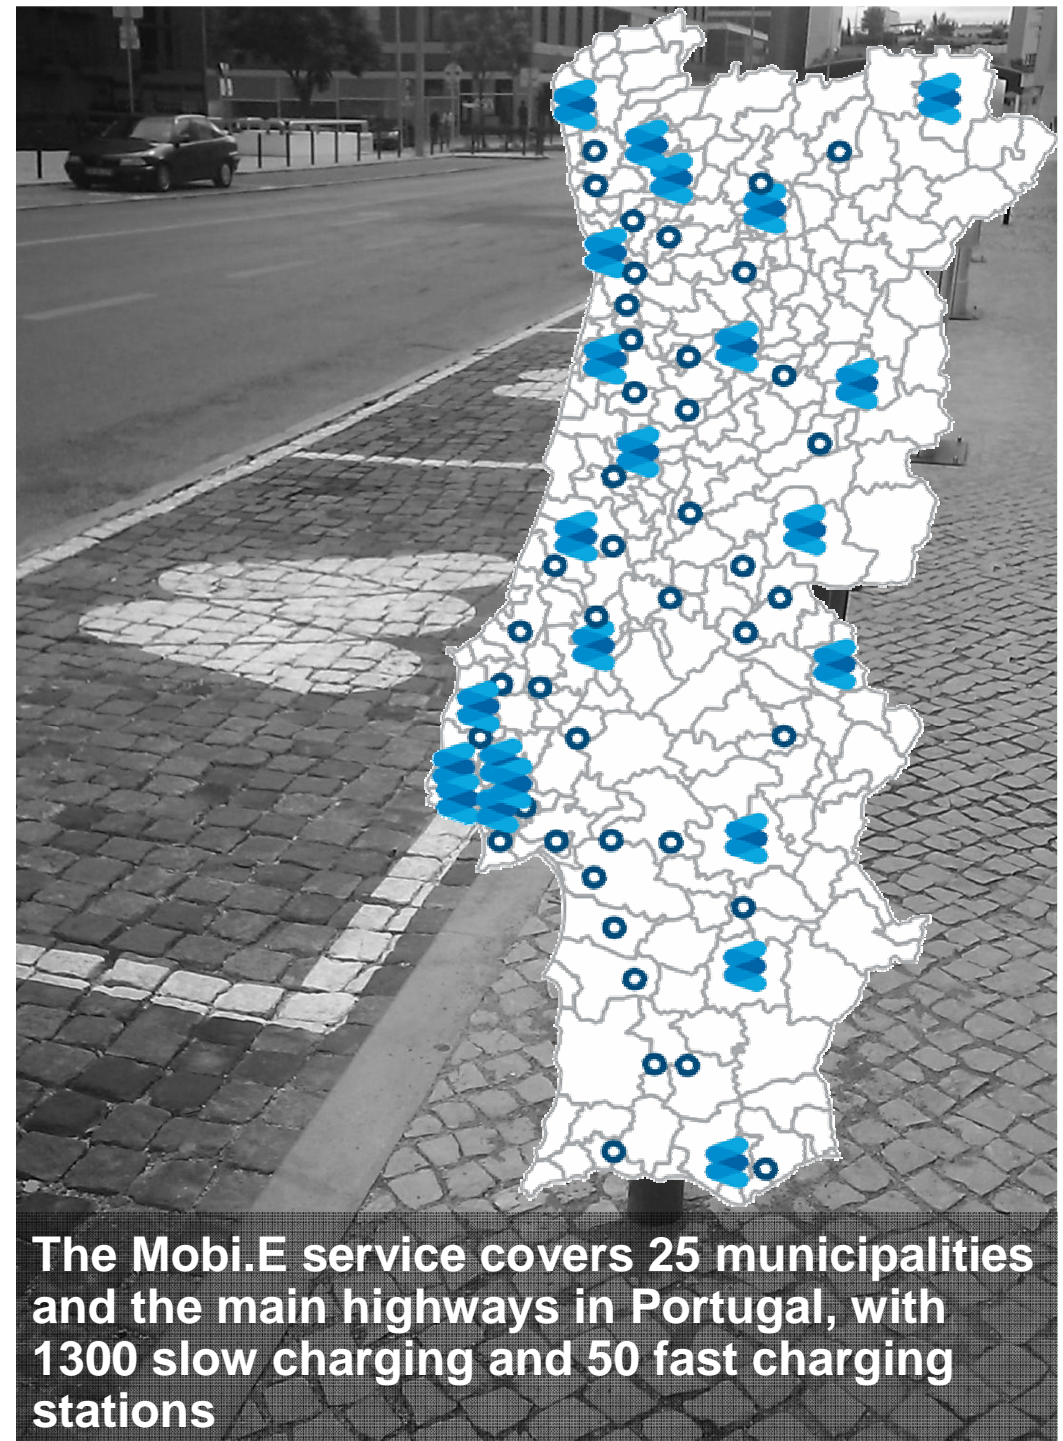 The Mobi.E service covers 25 municipalities
and the main highways in Portugal, with
1300 slow charging and 50 fast charging
stations